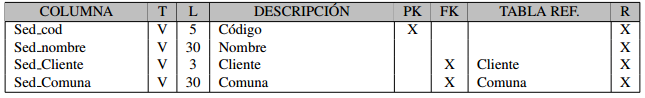 COLUMNA T L DESCRIPCIÓN PK FK TABLA REF. R
Sed_cod V 5 Código X X
Sed_nombre V 30 Nombre X
Sed_Cliente V 3 Cliente X Cliente X
Sed_Comuna V 30 Comuna X Comuna X